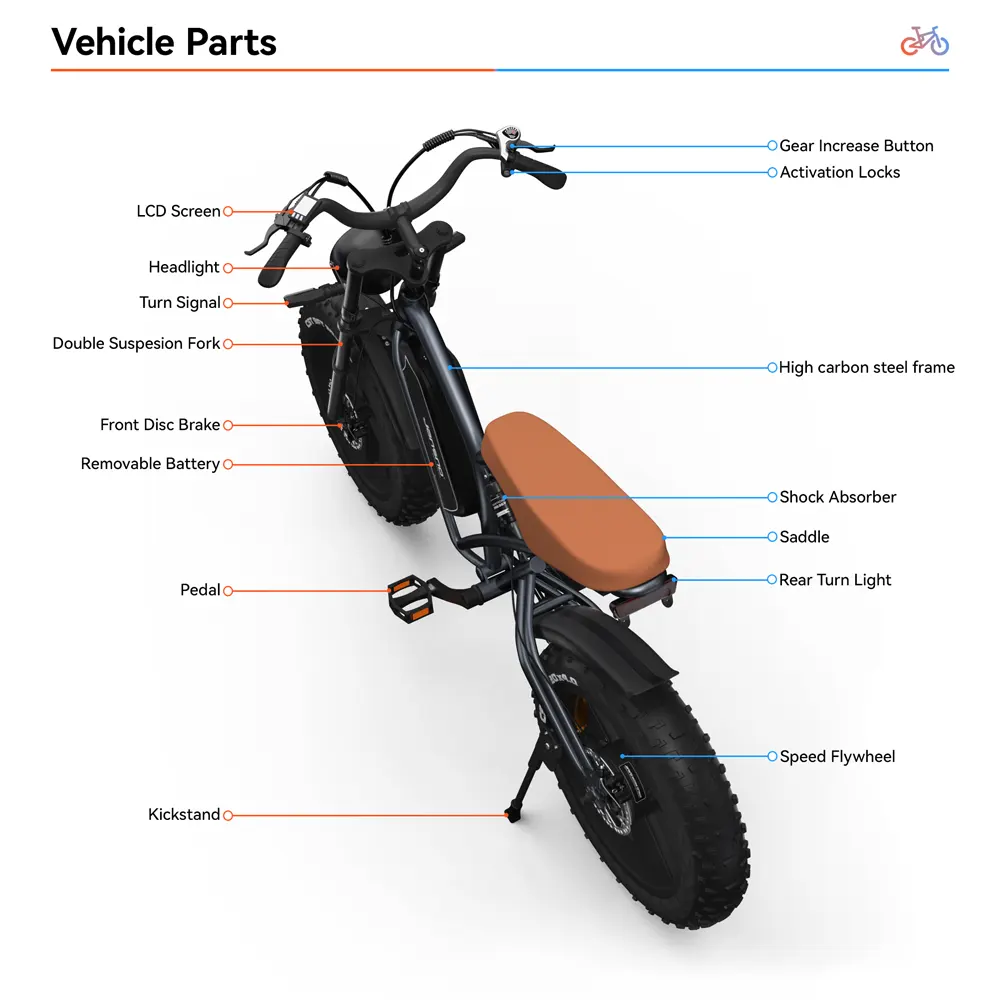 Vehicle Parts
Gear Increase Button
Activation Locks
LCD Screen
Headlight
Turn Signal
Double Suspesion Fork
High carbon steel frame
Front Disc Brake
Removable Battery
Shock Absorber
Saddle
Rear Turn Light
Pedal
Speed Flywheel
Kickstand